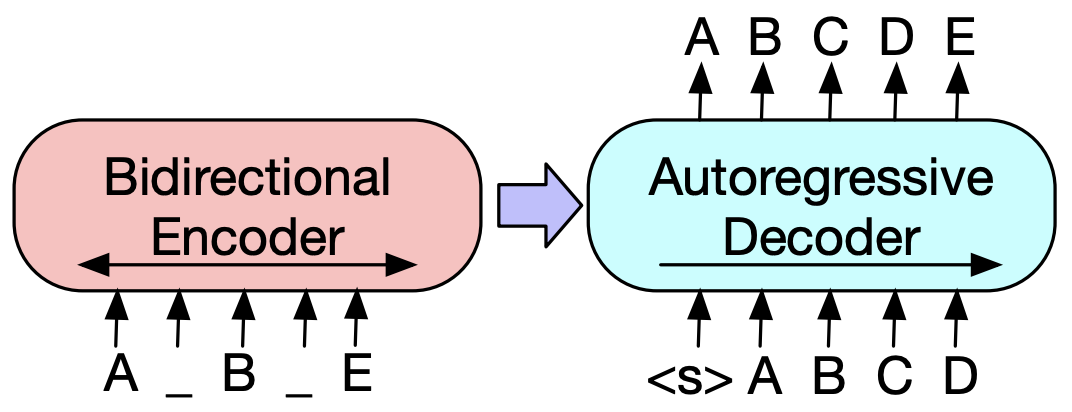 A B C D E
Bidirectional
Encoder
Autoregressive
Decoder
A _ B _ E
<s> A B C D